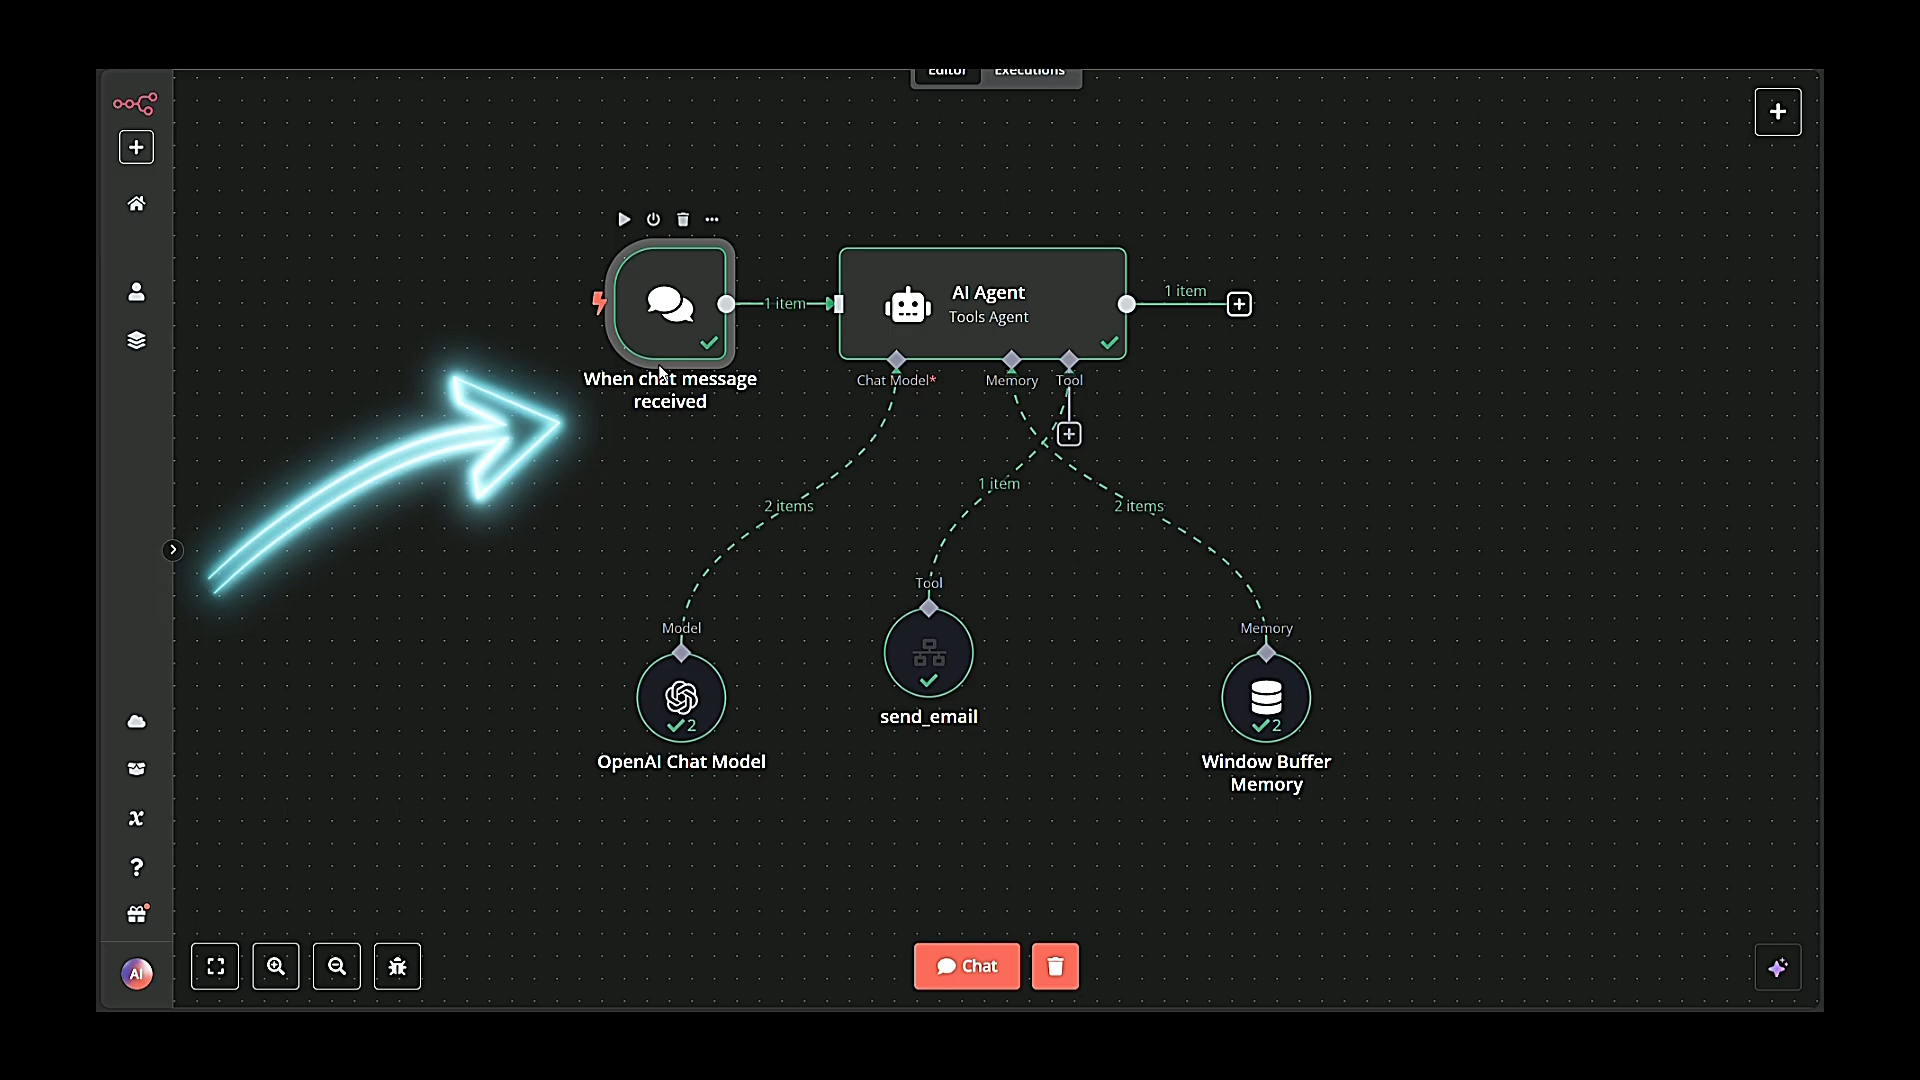 Editor Executions
When chat message
received
1 item
AI Agent
Tools Agent
1 item
Chat Model*
Memory
Tool
2 items
1 item
2 items
Tool
Model
Memory
2
send_email
2
OpenAI Chat Model
Window Buffer
Memory
AI
Chat